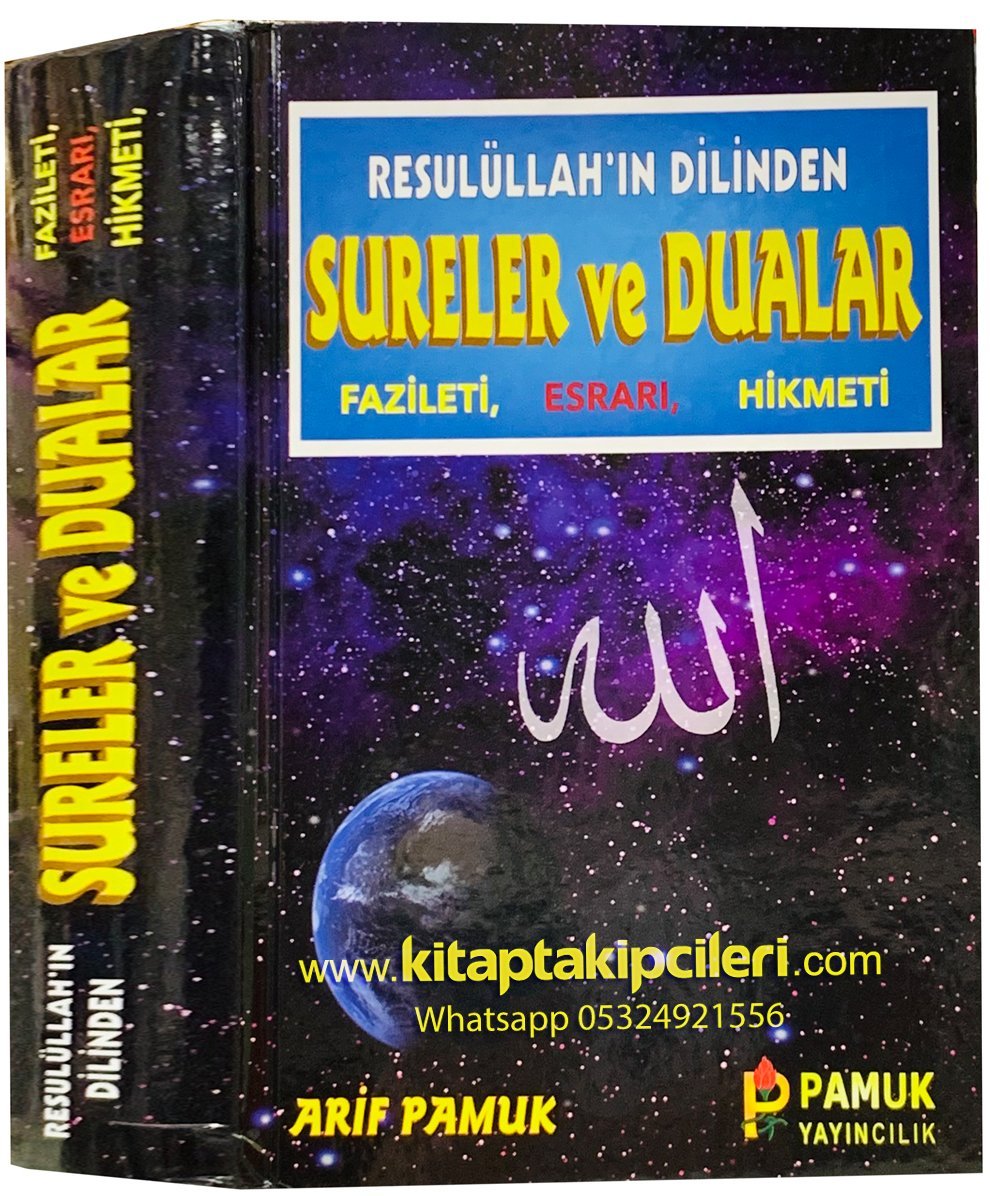 FAZİLETİ,
ESRARI,
HİKMETİ,
SURELER ve DUALAR
RESULÜLLAH'IN
DİLİNDEN
RESULÜLLAH'IN DİLİNDEN
SURELER ve DUALAR
FAZİLETİ, ESRARI, HİKMETİ
الله
www.kitaptakipcileri.com
Whatsapp 05324921556
ARİF PAMUK
PAMUK
YAYINCILIK